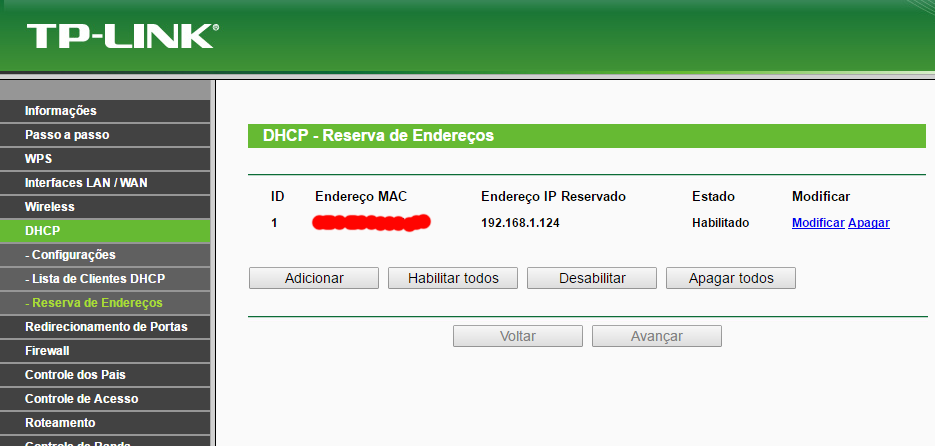 TP-LINK®
Informações
Passo a passo
WPS
Interfaces LAN / WAN
Wireless
DHCP
- Configurações
- Lista de Clientes DHCP
- Reserva de Endereços
Redirecionamento de Portas
Firewall
Controle dos Pais
Controle de Acesso
Roteamento
Controle de Banda
DHCP - Reserva de Endereços
ID Endereço MAC Endereço IP Reservado Estado Modificar
1 192.168.1.124 Habilitado Modificar Apagar
Adicionar Habilitar todos Desabilitar Apagar todos
Voltar Avançar